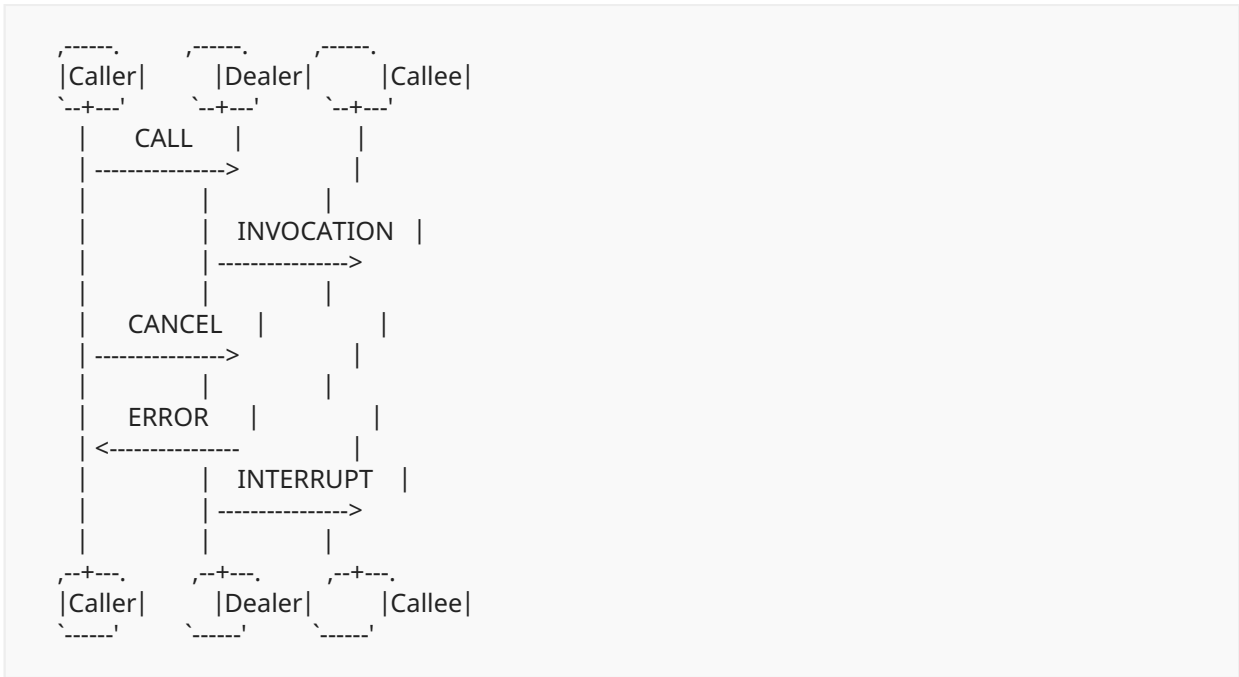 ,------.          ,------.          ,------.
|Caller|          |Dealer|          |Callee|
`--+---'          `--+---'          `--+---'
   |       CALL      |                 |
   | ---------------->                 |
   |                 |                 |
   |                 |    INVOCATION   |
   |                 | ---------------->
   |                 |                 |
   |      CANCEL     |                 |
   | ---------------->                 |
   |                 |                 |
   |      ERROR      |                 |
   | <----------------                 |
   |                 |    INTERRUPT    |
   |                 | ---------------->
   |                 |                 |
,--+---.          ,--+---.          ,--+---.
|Caller|          |Dealer|          |Callee|
`------'          `------'          `------'